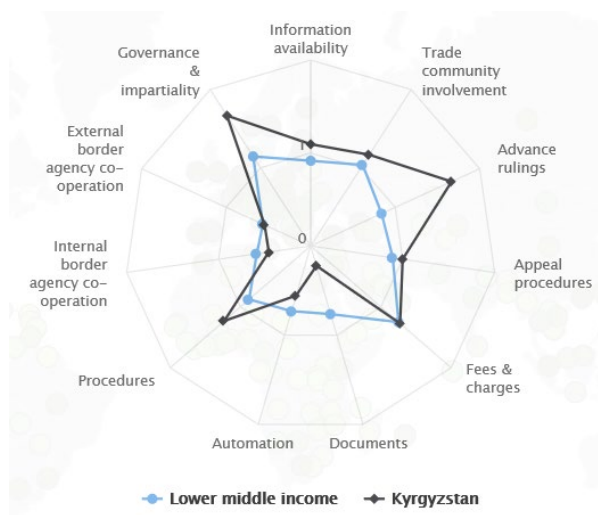 Information
availability
Governance
&
impartiality
Trade
community
involvement
External
border
agency co-
operation
Advance
rulings
1
0
Internal
border
agency co-
operation
Appeal
procedures
Procedures
Fees &
charges
Automation
Documents
Lower middle income
Kyrgyzstan